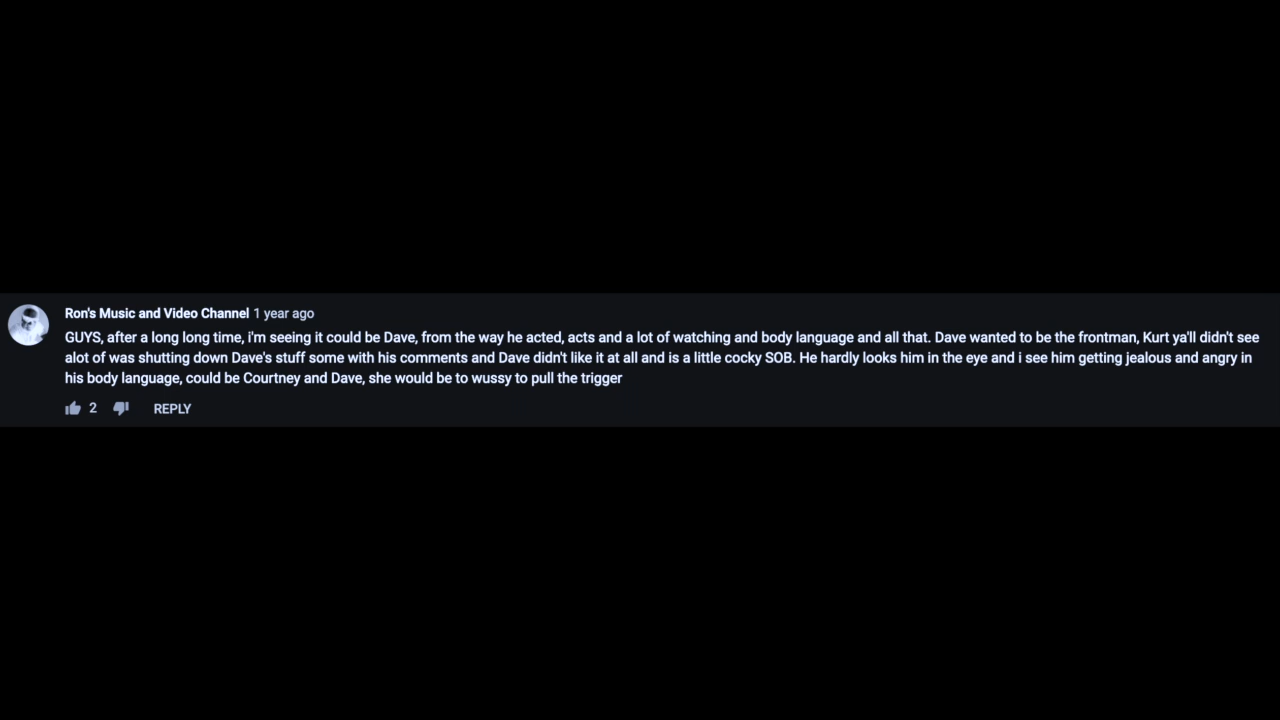 Ron's Music and Video Channel 1 year ago
GUYS, after a long long time, i'm seeing it could be Dave, from the way he acted, acts and a lot of watching and body language and all that. Dave wanted to be the frontman, Kurt ya'll didn't see
alot of was shutting down Dave's stuff some with his comments and Dave didn't like it at all and is a little cocky SOB. He hardly looks him in the eye and i see him getting jealous and angry in
his body language, could be Courtney and Dave, she would be to wussy to pull the trigger
2 REPLY